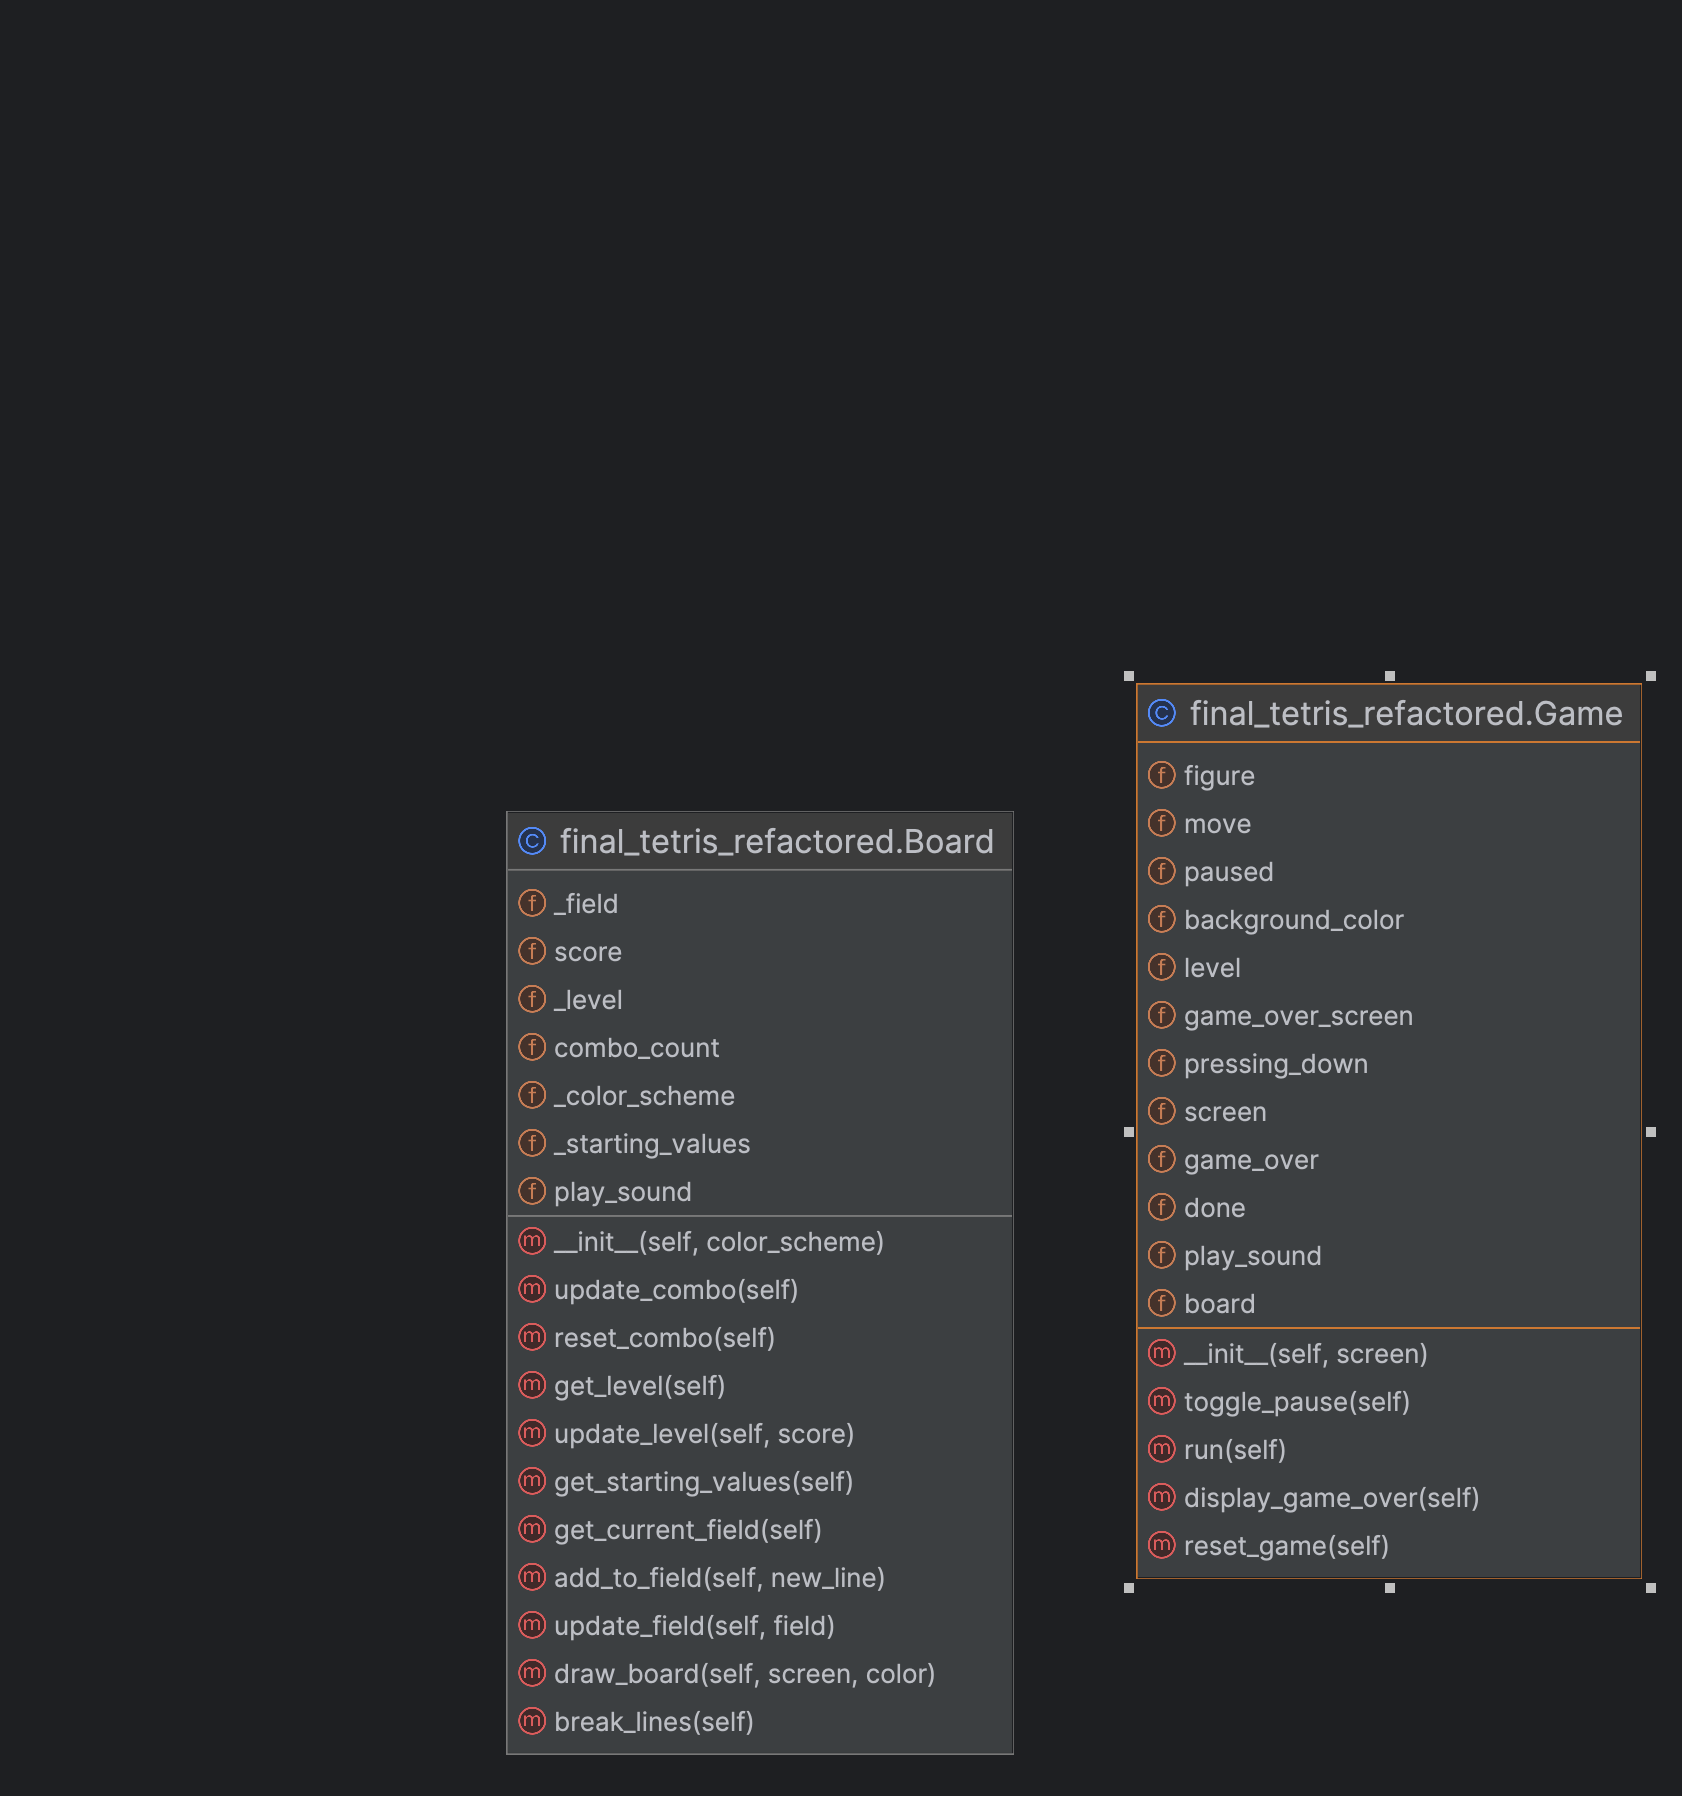 final_tetris_refactored.Board
_field
score
_level
combo_count
_color_scheme
_starting_values
play_sound
__init__(self, color_scheme)
update_combo(self)
reset_combo(self)
get_level(self)
update_level(self, score)
get_starting_values(self)
get_current_field(self)
add_to_field(self, new_line)
update_field(self, field)
draw_board(self, screen, color)
break_lines(self)
final_tetris_refactored.Game
figure
move
paused
background_color
level
game_over_screen
pressing_down
screen
game_over
done
play_sound
board
__init__(self, screen)
toggle_pause(self)
run(self)
display_game_over(self)
reset_game(self)